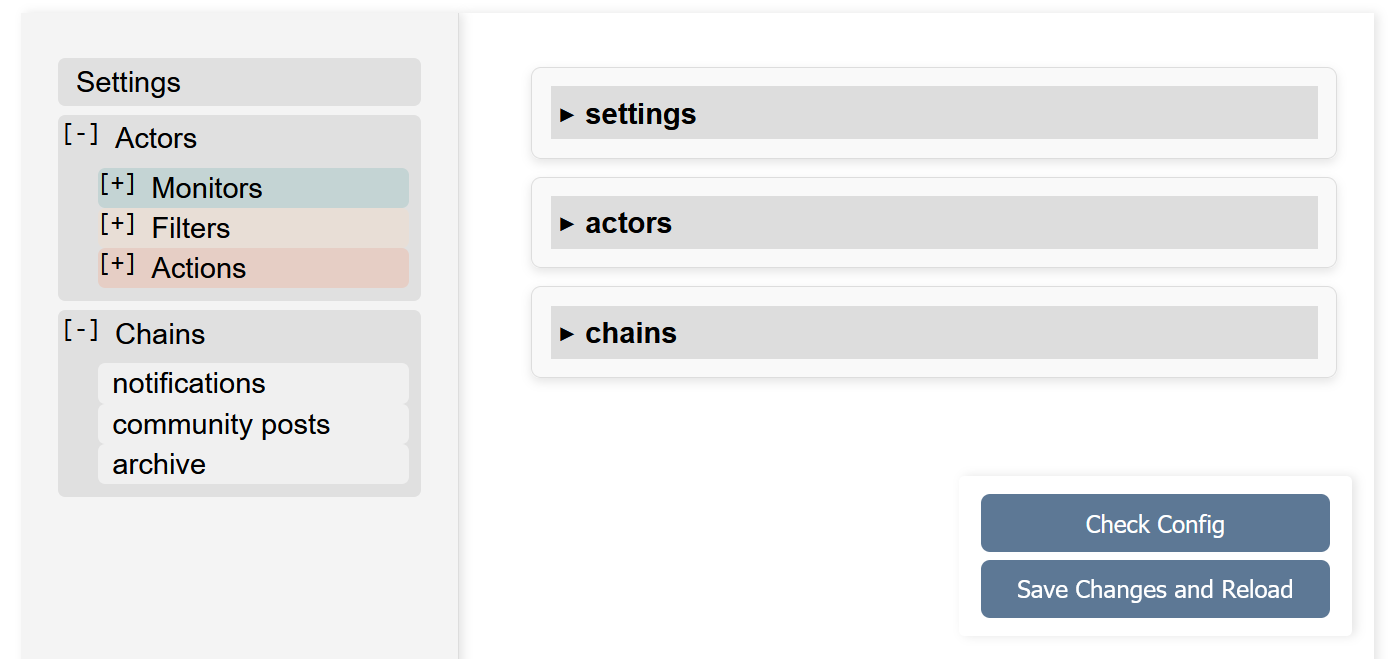 Settings
[-] Actors
[+] Monitors
[+] Filters
[+] Actions
[-] Chains
notifications
community posts
archive
▸ settings
▸ actors
▸ chains
Check Config
Save Changes and Reload